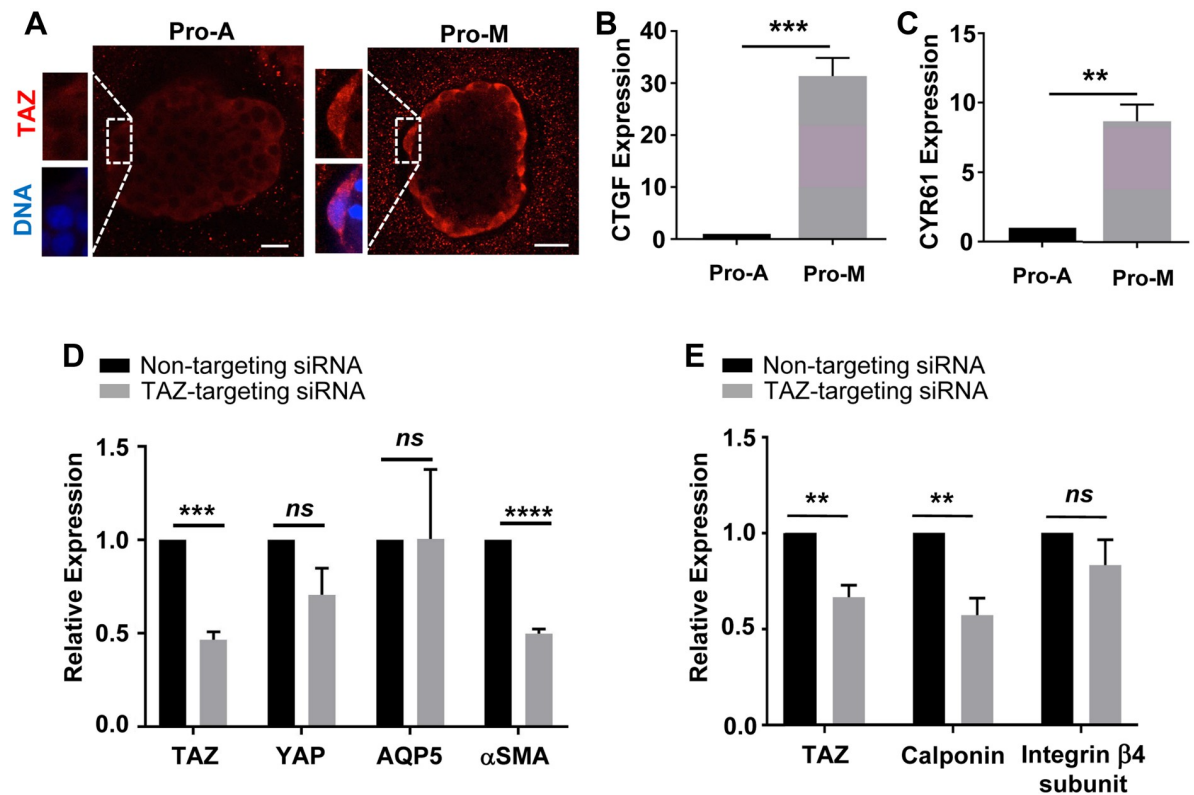 A
Pro-A
Pro-M
TAZ
DNA
B
***
CTGF Expression
40
30
20
10
0
Pro-A
Pro-M
C
**
CYR61 Expression
15
10
5
0
Pro-A
Pro-M
D
Non-targeting siRNA
TAZ-targeting siRNA
Relative Expression
1.5
1.0
0.5
0.0
***
ns
ns
****
TAZ
YAP
AQP5
αSMA
E
Non-targeting siRNA
TAZ-targeting siRNA
Relative Expression
1.5
1.0
0.5
0.0
**
**
ns
TAZ
Calponin
Integrin β4
subunit